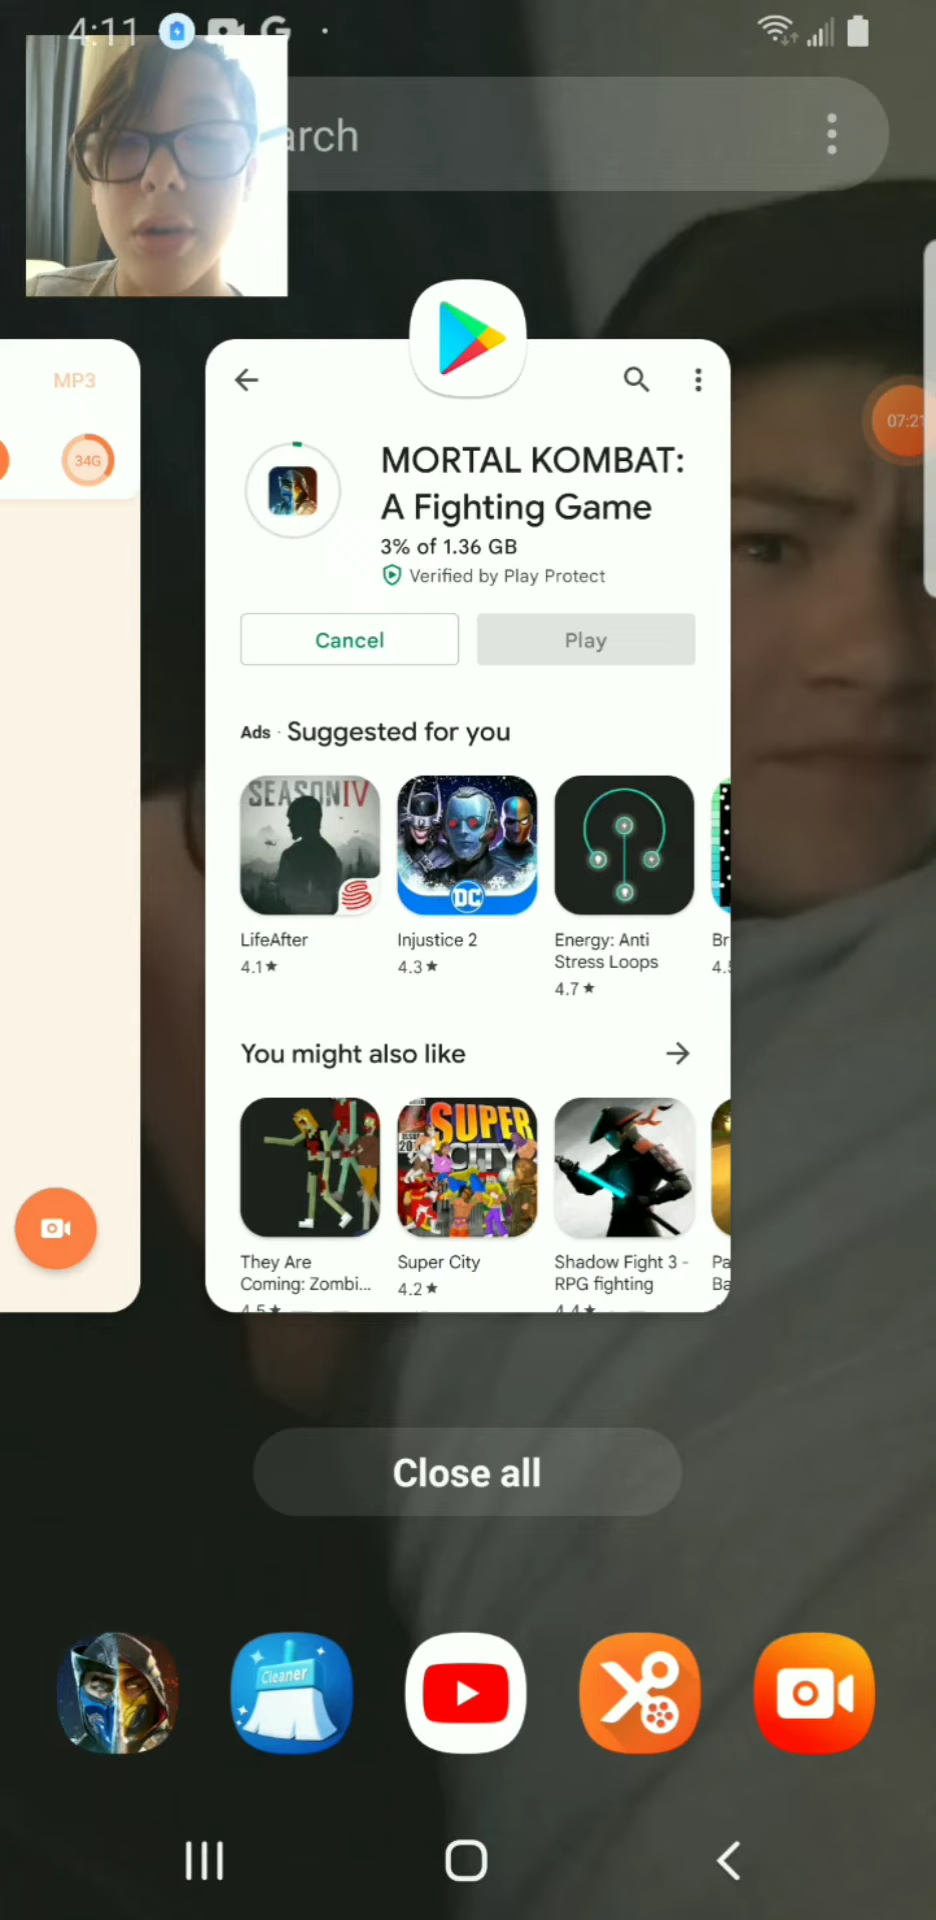 4:11
arch
MP3
34G
07:21
MORTAL KOMBAT:
A Fighting Game
3% of 1.36 GB
Verified by Play Protect
Cancel
Play
Ads · Suggested for you
SEASON IV
DC
LifeAfter
4.1★
Injustice 2
4.3★
Energy: Anti
Stress Loops
4.7★
Br
You might also like
SUPER
CITY
They Are
Coming: Zombi...
4.5★
Super City
4.2★
Shadow Fight 3 -
RPG fighting
4.4★
Pa
Ba
Close all
Cleaner